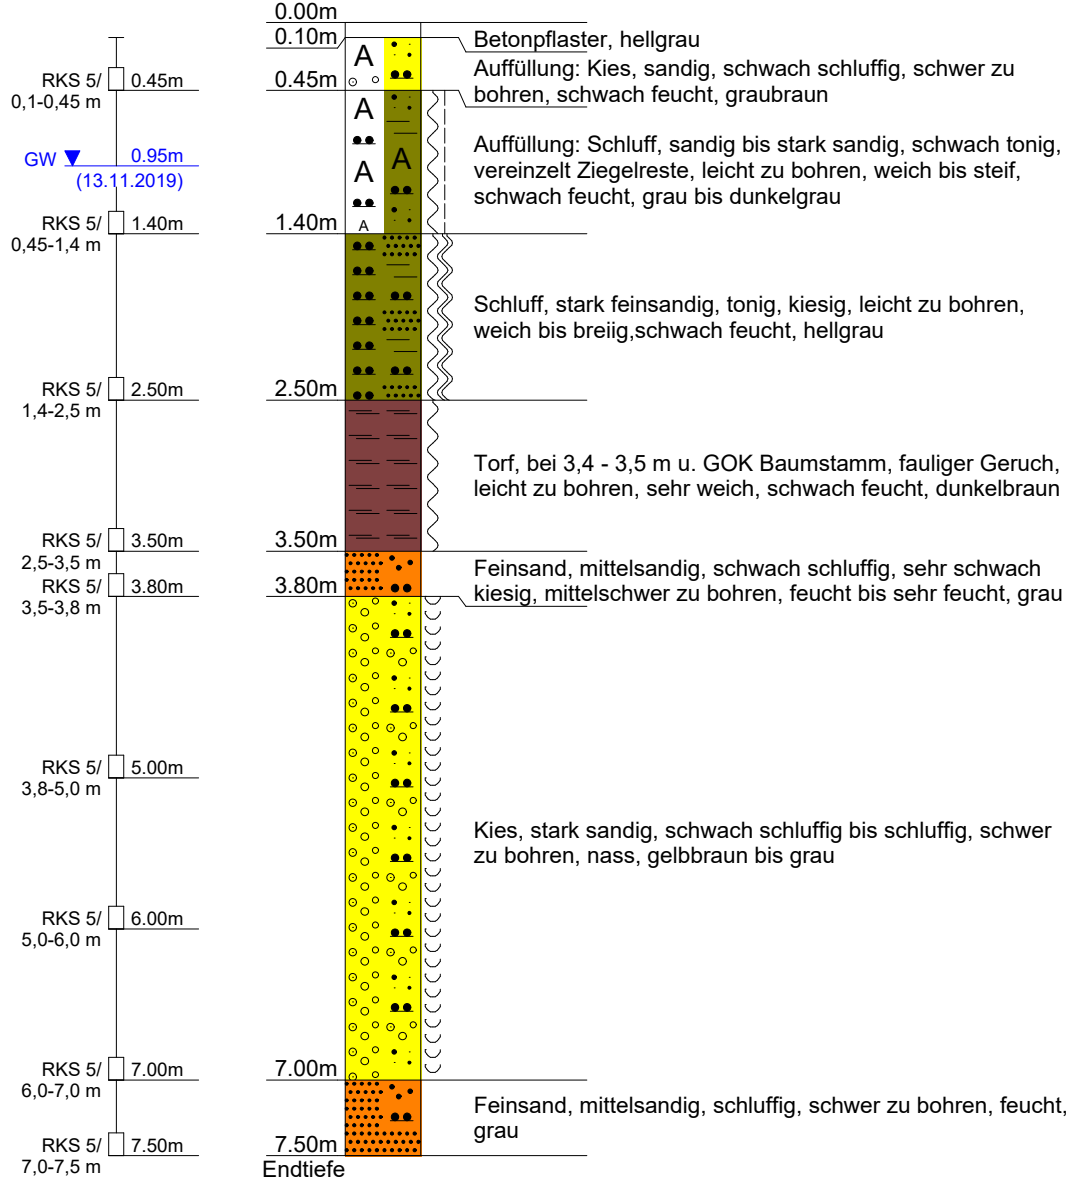 0.00m
0.10m
Betonpflaster, hellgrau
RKS 5/ 0.45m
0,1-0,45 m
A
0.45m
Auffüllung: Kies, sandig, schwach schluffig, schwer zu
bohren, schwach feucht, graubraun
GW 0.95m
(13.11.2019)
A
A
A
A
Auffüllung: Schluff, sandig bis stark sandig, schwach tonig,
vereinzelt Ziegelreste, leicht zu bohren, weich bis steif,
schwach feucht, grau bis dunkelgrau
RKS 5/ 1.40m
0,45-1,4 m
1.40m
Schluff, stark feinsandig, tonig, kiesig, leicht zu bohren,
weich bis breiig,schwach feucht, hellgrau
RKS 5/ 2.50m
1,4-2,5 m
2.50m
Torf, bei 3,4 - 3,5 m u. GOK Baumstamm, fauliger Geruch,
leicht zu bohren, sehr weich, schwach feucht, dunkelbraun
RKS 5/ 3.50m
2,5-3,5 m
3.50m
Feinsand, mittelsandig, schwach schluffig, sehr schwach
kiesig, mittelschwer zu bohren, feucht bis sehr feucht, grau
RKS 5/ 3.80m
3,5-3,8 m
3.80m
RKS 5/ 5.00m
3,8-5,0 m
Kies, stark sandig, schwach schluffig bis schluffig, schwer
zu bohren, nass, gelbbraun bis grau
RKS 5/ 6.00m
5,0-6,0 m
RKS 5/ 7.00m
6,0-7,0 m
7.00m
Feinsand, mittelsandig, schluffig, schwer zu bohren, feucht,
grau
RKS 5/ 7.50m
7,0-7,5 m
7.50m
Endtiefe